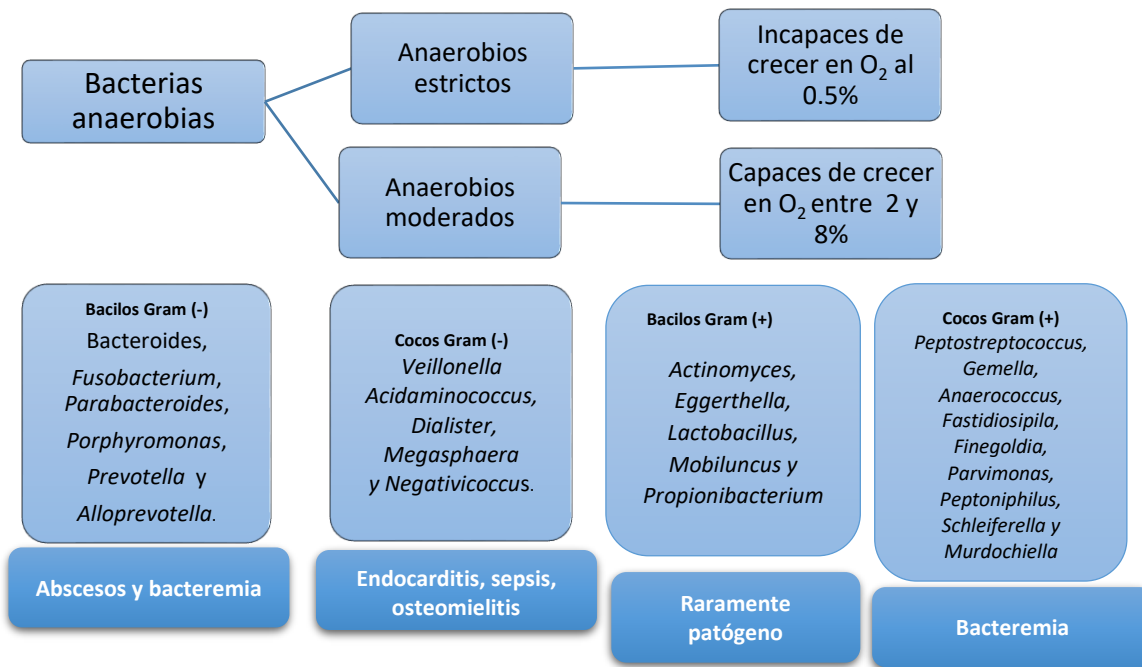 Bacterias
anaerobias
Anaerobios
estrictos
Incapaces de
crecer en O₂ al
0.5%
Anaerobios
moderados
Capaces de crecer
en O₂ entre 2 y
8%
Bacilos Gram (-)
Bacteroides,
Fusobacterium,
Parabacteroides,
Porphyromonas,
Prevotella y
Alloprevotella.
Abscesos y bacteremia
Cocos Gram (-)
Veillonella
Acidaminococcus,
Dialister,
Megasphaera
y Negativicoccus.
Endocarditis, sepsis,
osteomielitis
Bacilos Gram (+)
Actinomyces,
Eggerthella,
Lactobacillus,
Mobiluncus y
Propionibacterium
Raramente
patógeno
Cocos Gram (+)
Peptostreptococcus,
Gemella,
Anaerococcus,
Fastidiosipila,
Finegoldia,
Parvimonas,
Peptoniphilus,
Schleiferella y
Murdochiella
Bacteremia